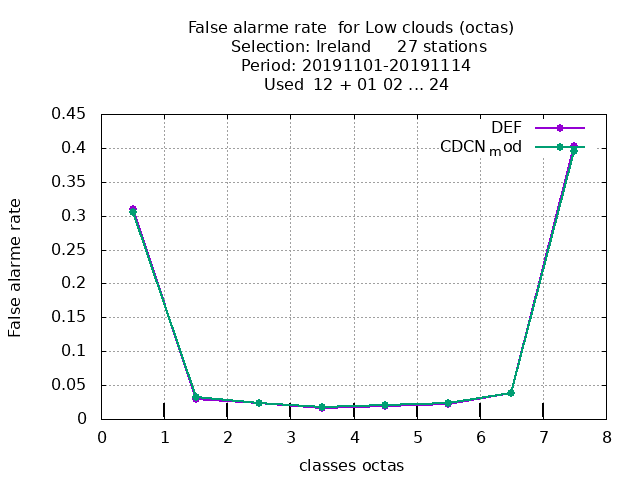 False alarme rate  for Low clouds (octas)
Selection: Ireland     27 stations
Period: 20191101-20191114
Used  12 + 01 02 ... 24
0.45
0.4
0.35
0.3
0.25
0.2
0.15
0.1
0.05
0
False alarme rate
DEF
CDCNmod
0 1 2 3 4 5 6 7 8
classes octas